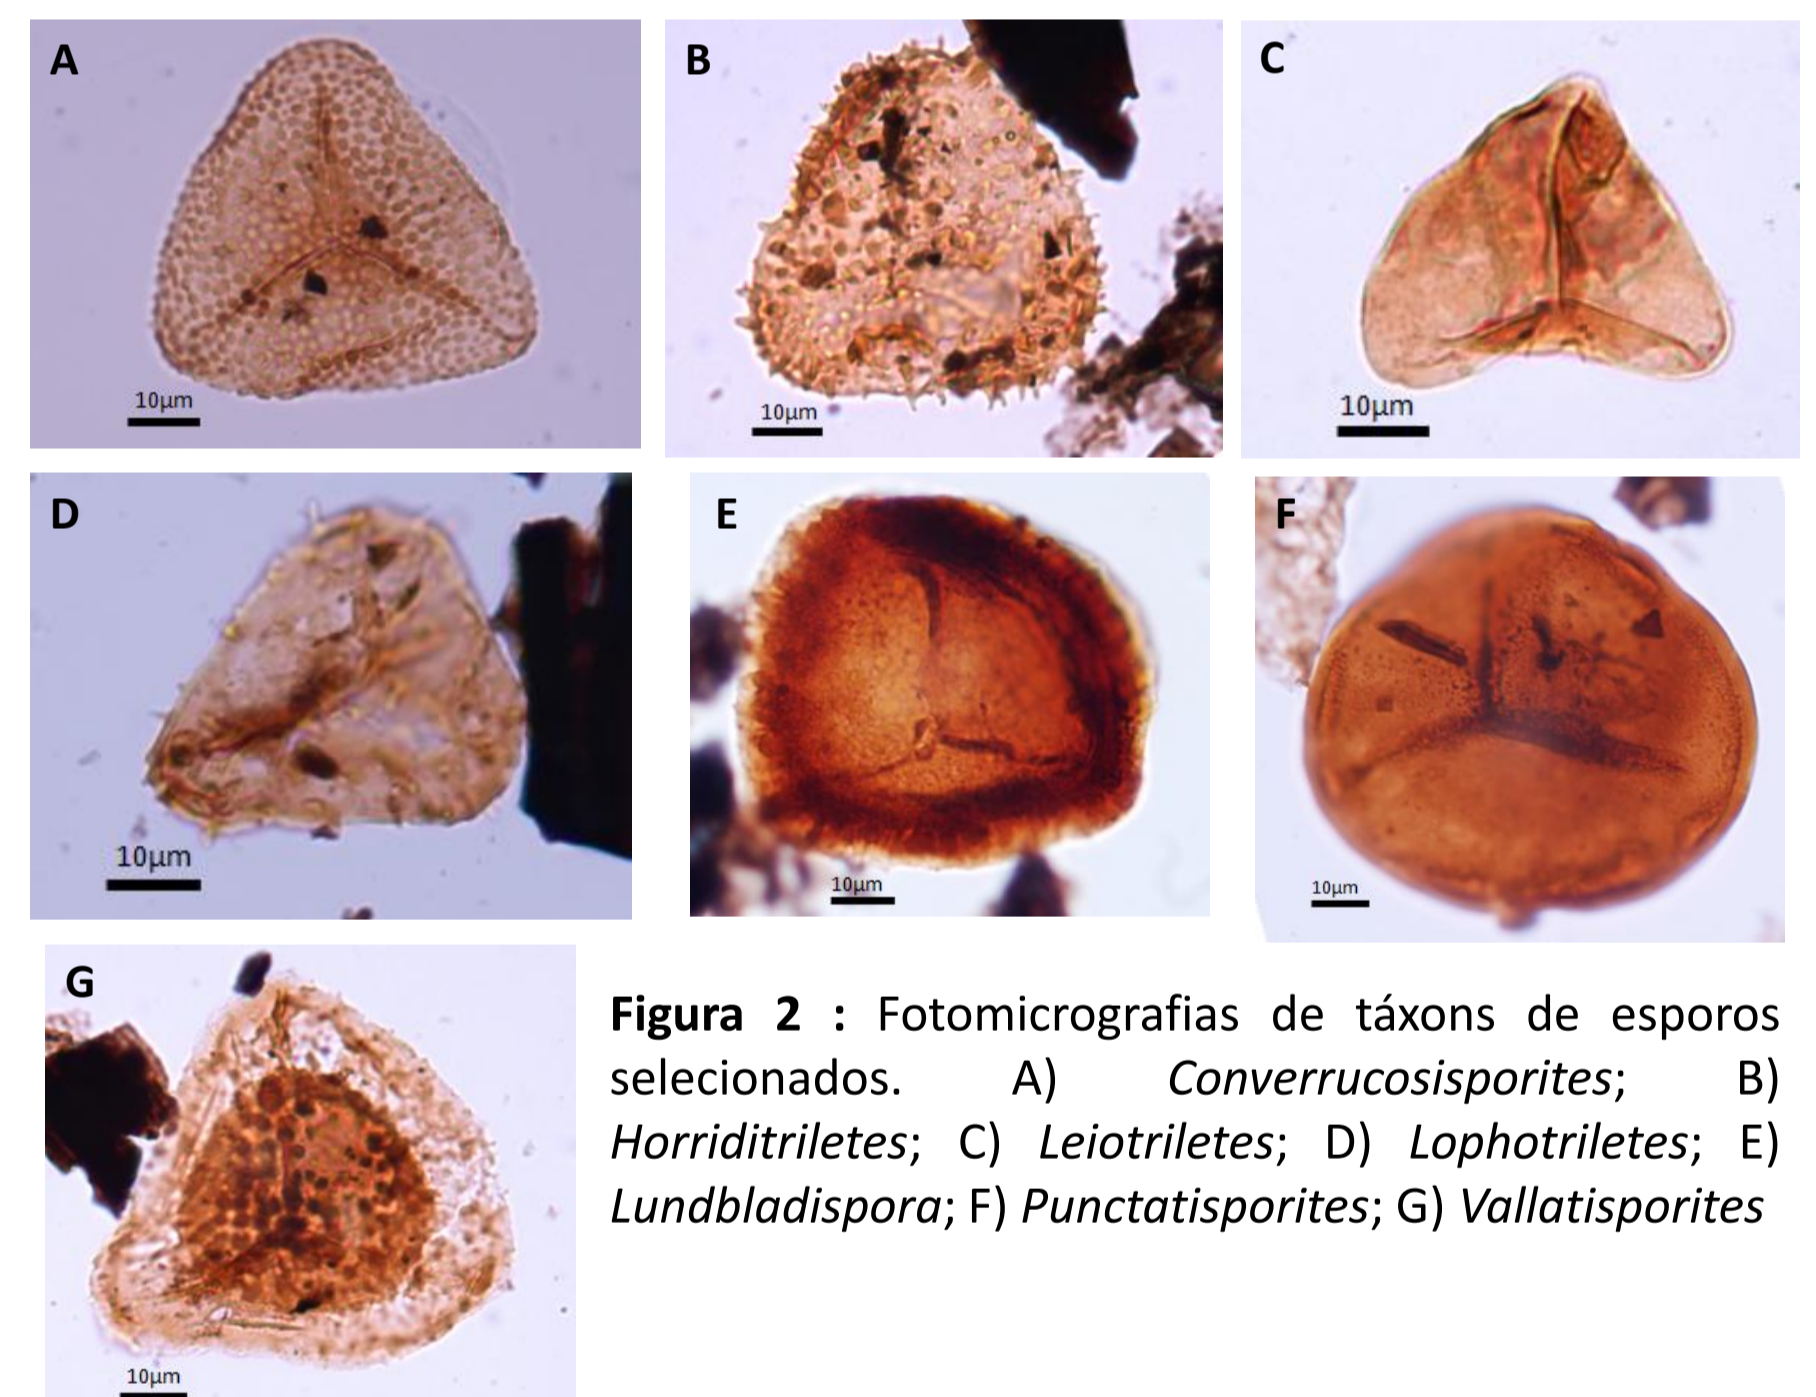 A
B
C
10µm
10µm
10µm
D
E
F
10µm
10µm
10µm
G
10µm
Figura 2 : Fotomicrografias de táxons de esporos
selecionados. A) Converrucosisporites; B)
Horriditriletes; C) Leiotriletes; D) Lophotriletes; E)
Lundbladispora; F) Punctatisporites; G) Vallatisporites